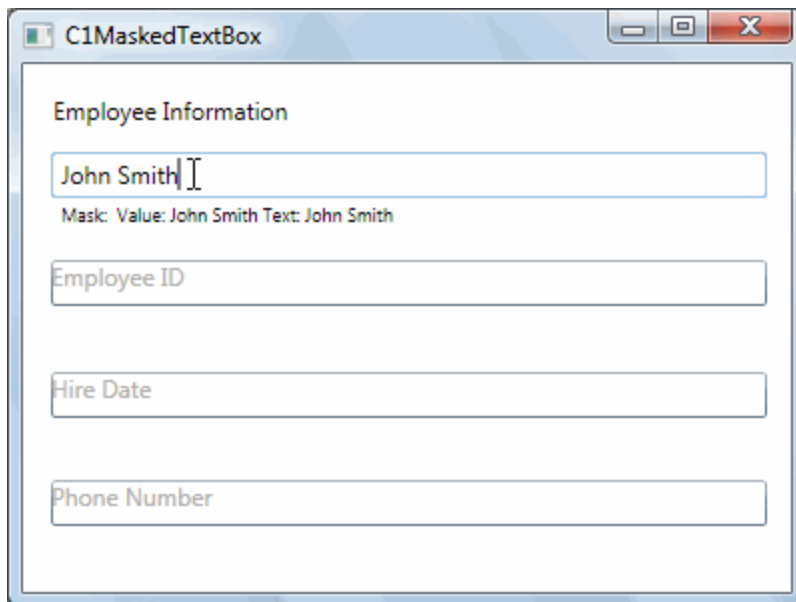 C1MaskedTextBox
Employee Information
John Smith
Mask:  Value: John Smith Text: John Smith
Employee ID
Hire Date
Phone Number